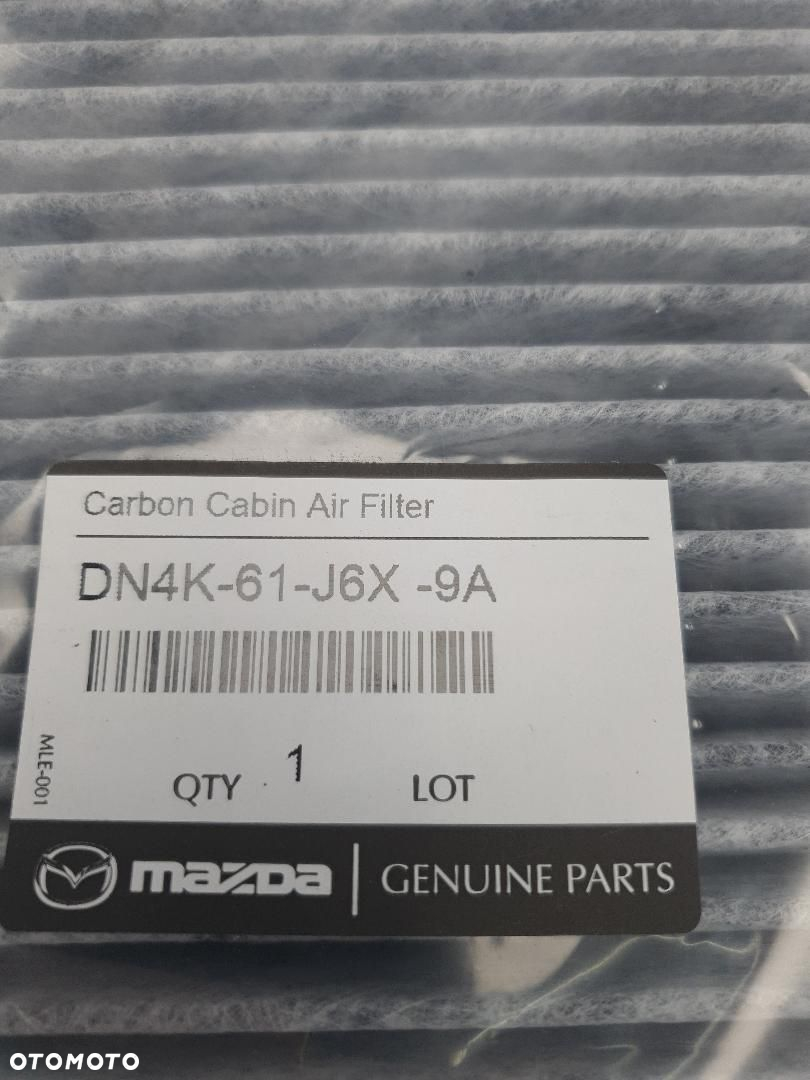 Carbon Cabin Air Filter
DN4K-61-J6X -9A
MLE-001
QTY 1 LOT
mazda GENUINE PARTS
OTOMOTO